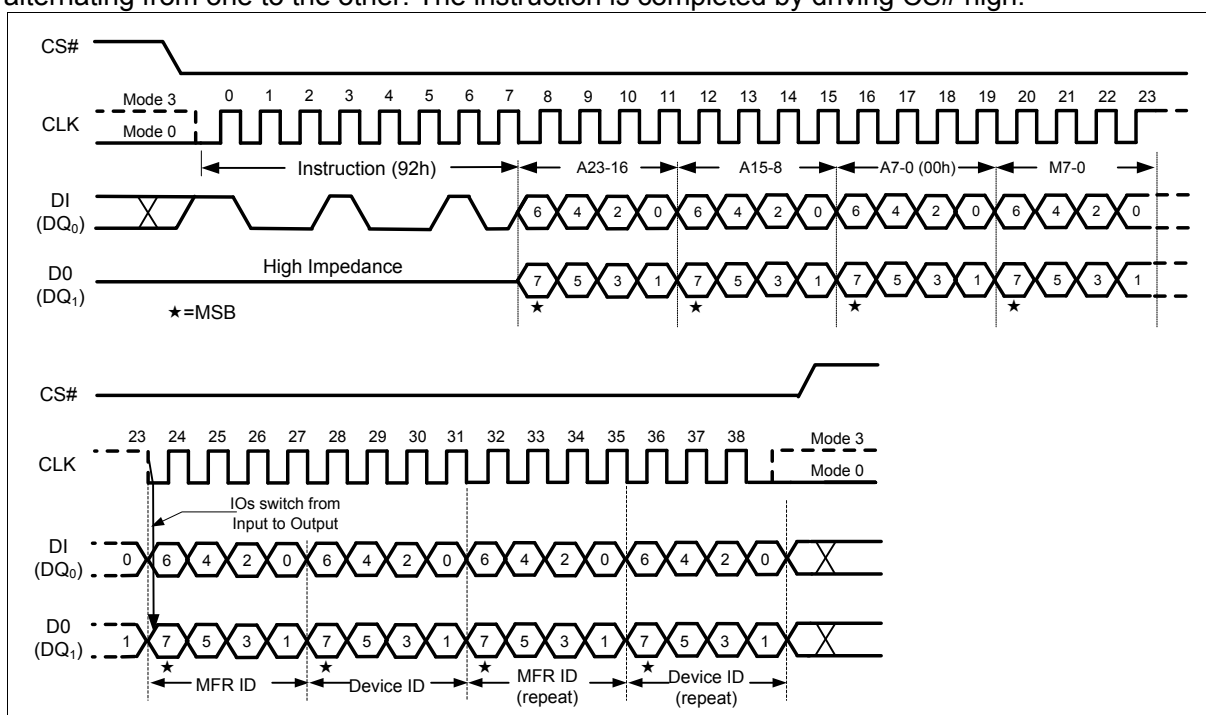 alternating from one to the other. The instruction is completed by driving CS# high.
CS#
Mode 3
0 1 2 3 4 5 6 7 8 9 10 11 12 13 14 15 16 17 18 19 20 21 22 23
CLK
Mode 0
Instruction (92h) A23-16 A15-8 A7-0 (00h) M7-0
DI
(DQ0)
6 4 2 0 6 4 2 0 6 4 2 0 6 4 2 0
High Impedance
D0
(DQ1)
7 5 3 1 7 5 3 1 7 5 3 1 7 5 3 1
★ ★ ★ ★
★=MSB
CS#
23 24 25 26 27 28 29 30 31 32 33 34 35 36 37 38
Mode 3
CLK
Mode 0
IOs switch from
Input to Output
DI
(DQ0)
0 6 4 2 0 6 4 2 0 6 4 2 0 6 4 2 0
D0
(DQ1)
1 7 5 3 1 7 5 3 1 7 5 3 1 7 5 3 1
★ ★ ★ ★
MFR ID Device ID MFR ID
(repeat)
Device ID
(repeat)